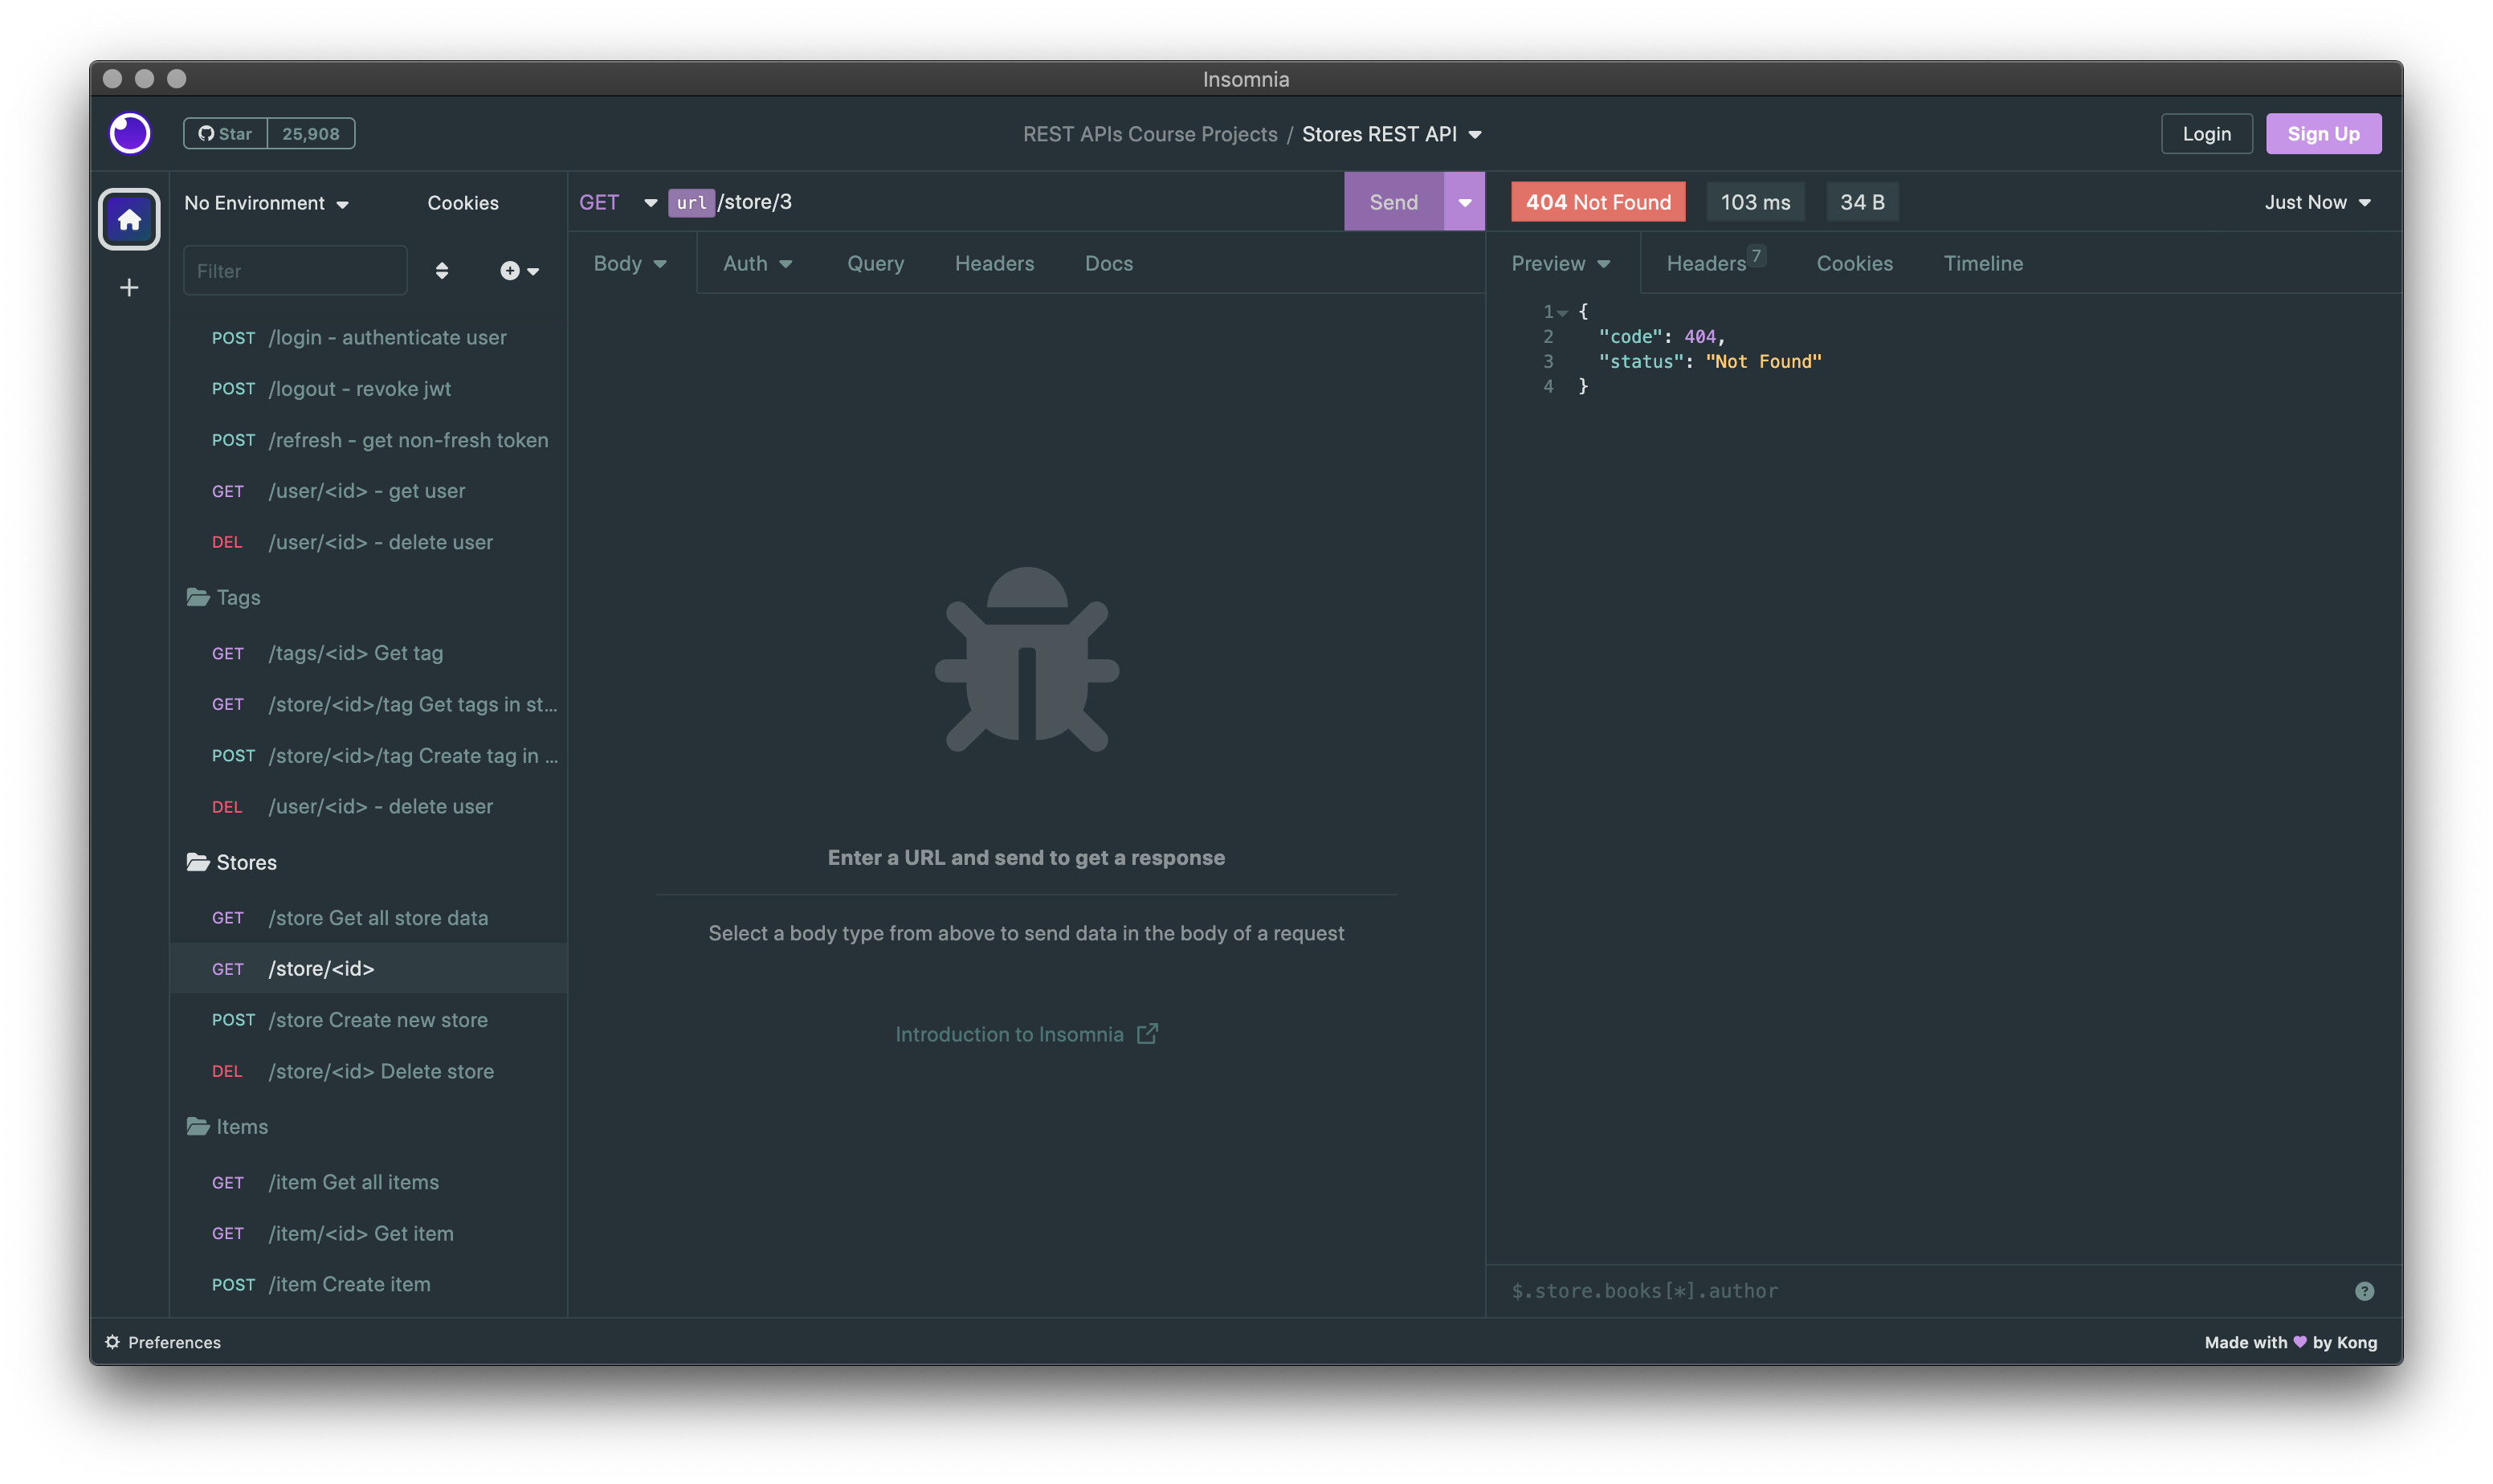 Insomnia
Star 25,908
REST APIs Course Projects / Stores REST API
Login
Sign Up
No Environment
Cookies
Filter
POST /login - authenticate user
POST /logout - revoke jwt
POST /refresh - get non-fresh token
GET /user/<id> - get user
DEL /user/<id> - delete user
Tags
GET /tags/<id> Get tag
GET /store/<id>/tag Get tags in st...
POST /store/<id>/tag Create tag in ...
DEL /user/<id> - delete user
Stores
GET /store Get all store data
GET /store/<id>
POST /store Create new store
DEL /store/<id> Delete store
Items
GET /item Get all items
GET /item/<id> Get item
POST /item Create item
GET url/store/3
Send
Body
Auth
Query
Headers
Docs
Enter a URL and send to get a response
Select a body type from above to send data in the body of a request
Introduction to Insomnia
404 Not Found
103 ms
34 B
Just Now
Preview
Headers 7
Cookies
Timeline
1 {
2 "code": 404,
3 "status": "Not Found"
4 }
$.store.books[*].author
?
Preferences
Made with ♥ by Kong